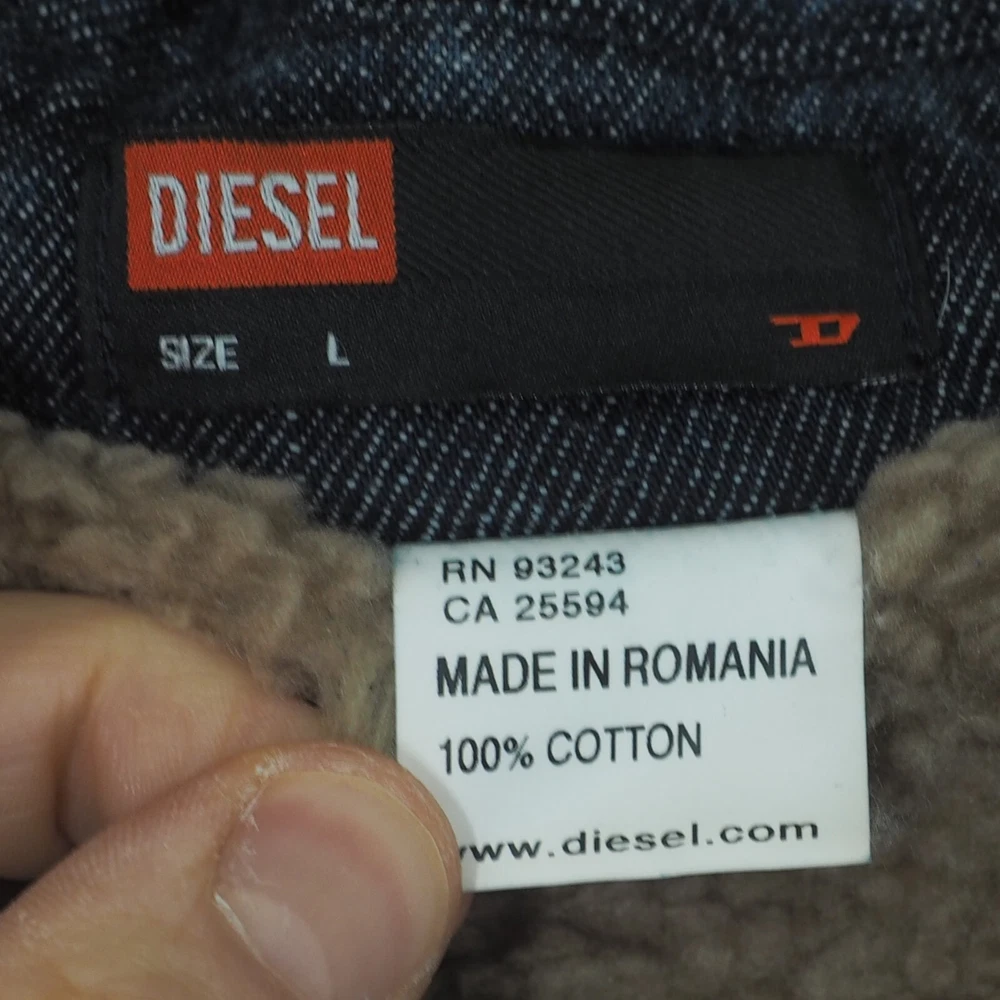 DIESEL
SIZE L
RN 93243
CA 25594
MADE IN ROMANIA
100% COTTON
www.diesel.com